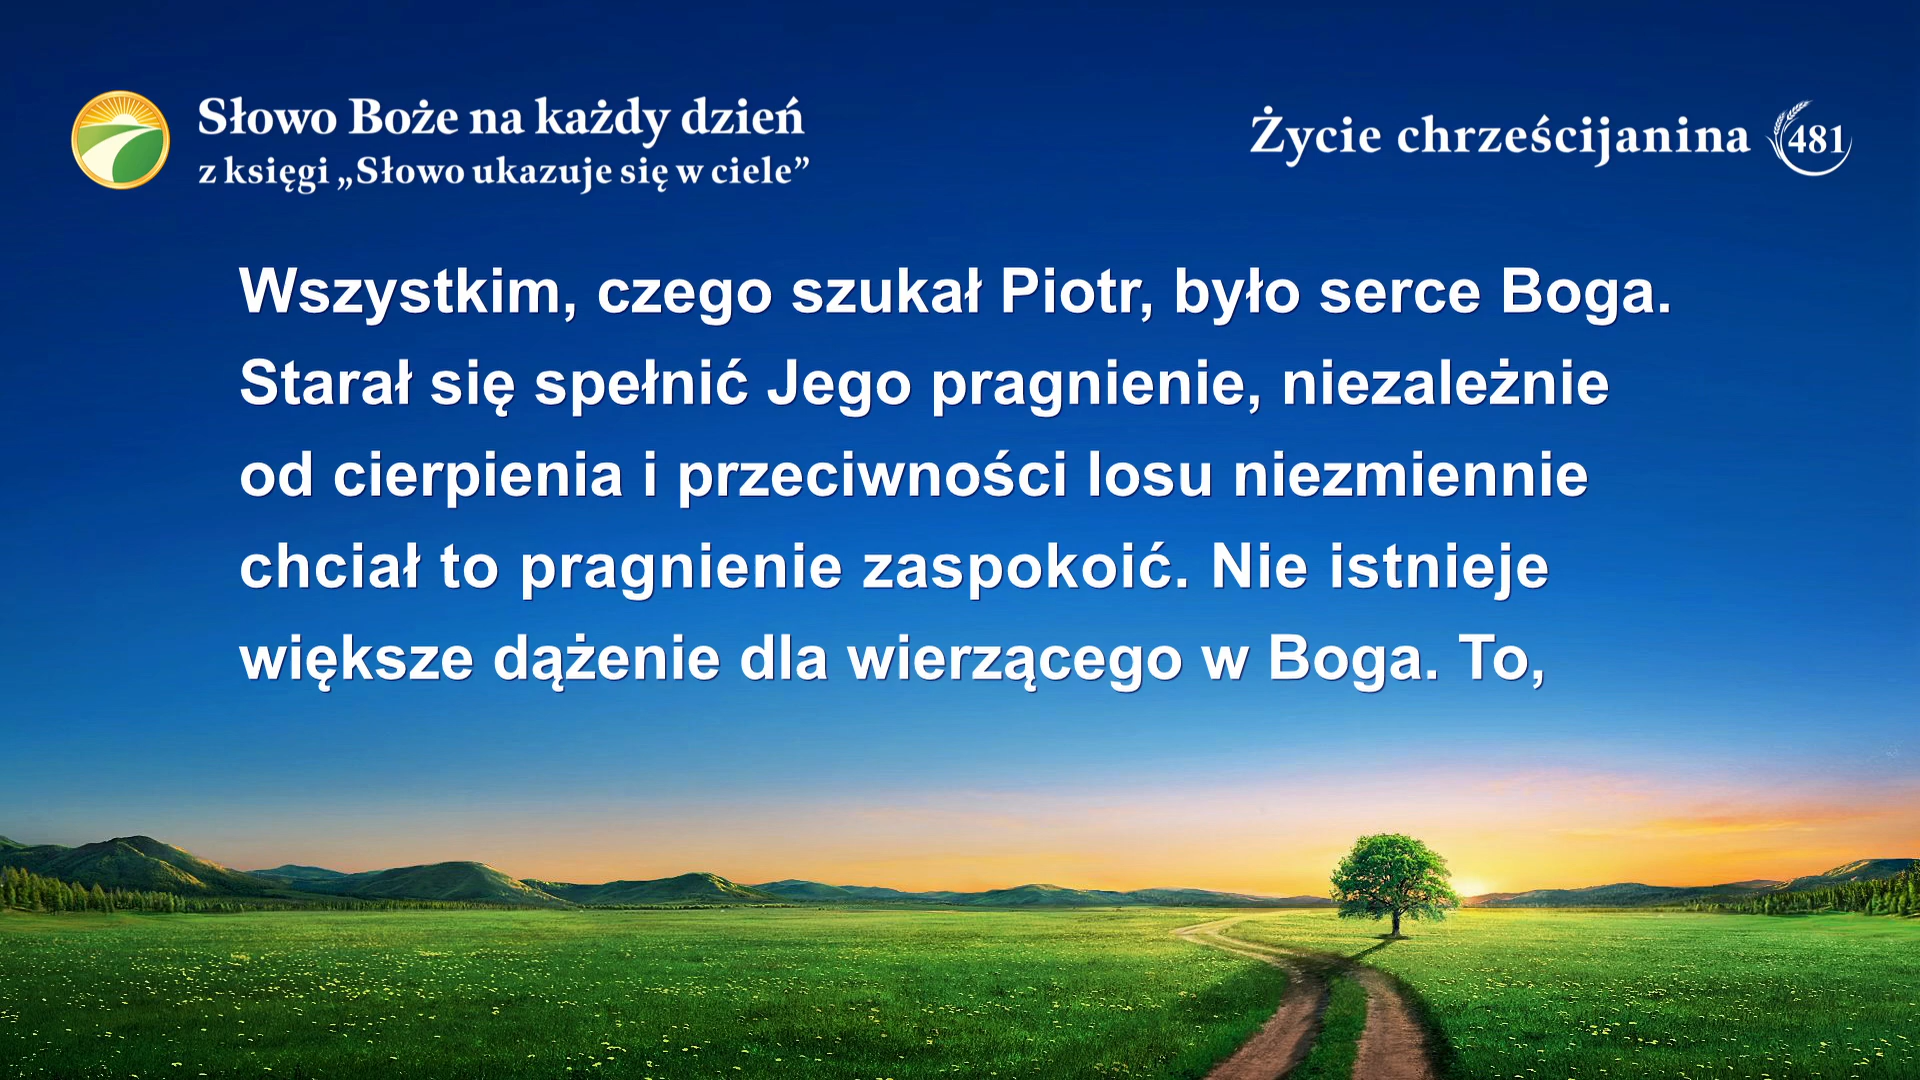 Słowo Boże na każdy dzień
z księgi „Słowo ukazuje się w ciele”
Życie chrześcijanina 481
Wszystkim, czego szukał Piotr, było serce Boga.
Starał się spełnić Jego pragnienie, niezależnie
od cierpienia i przeciwności losu niezmiennie
chciał to pragnienie zaspokoić. Nie istnieje
większe dążenie dla wierzącego w Boga. To,